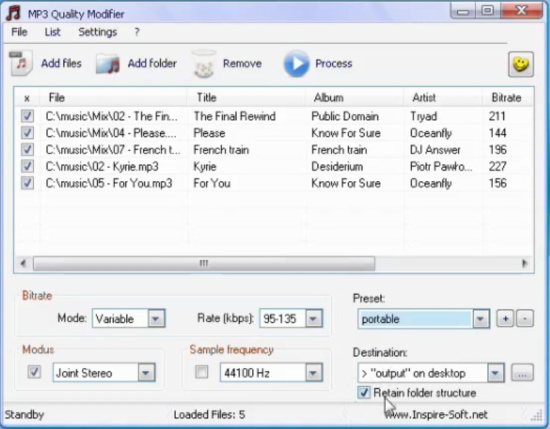 MP3 Quality Modifier
File List Settings ?
Add files Add folder Remove Process
x File Title Album Artist Bitrate
C:\music\Mix\02 - The Fin... The Final Rewind Public Domain Tryad 211
C:\music\Mix\04 - Please.... Please Know For Sure Oceanfly 144
C:\music\Mix\07 - French t... French train French train DJ Answer 196
C:\music\02 - Kyrie.mp3 Kyrie Desiderium Piotr Pawło... 227
C:\music\05 - For You.mp3 For You Know For Sure Oceanfly 156
Bitrate Preset:
Mode: Variable Rate (kbps): 95-135 portable + -
Modus Sample frequency Destination:
Joint Stereo 44100 Hz > "output" on desktop ...
Retain folder structure
Standby Loaded Files: 5 www.Inspire-Soft.net